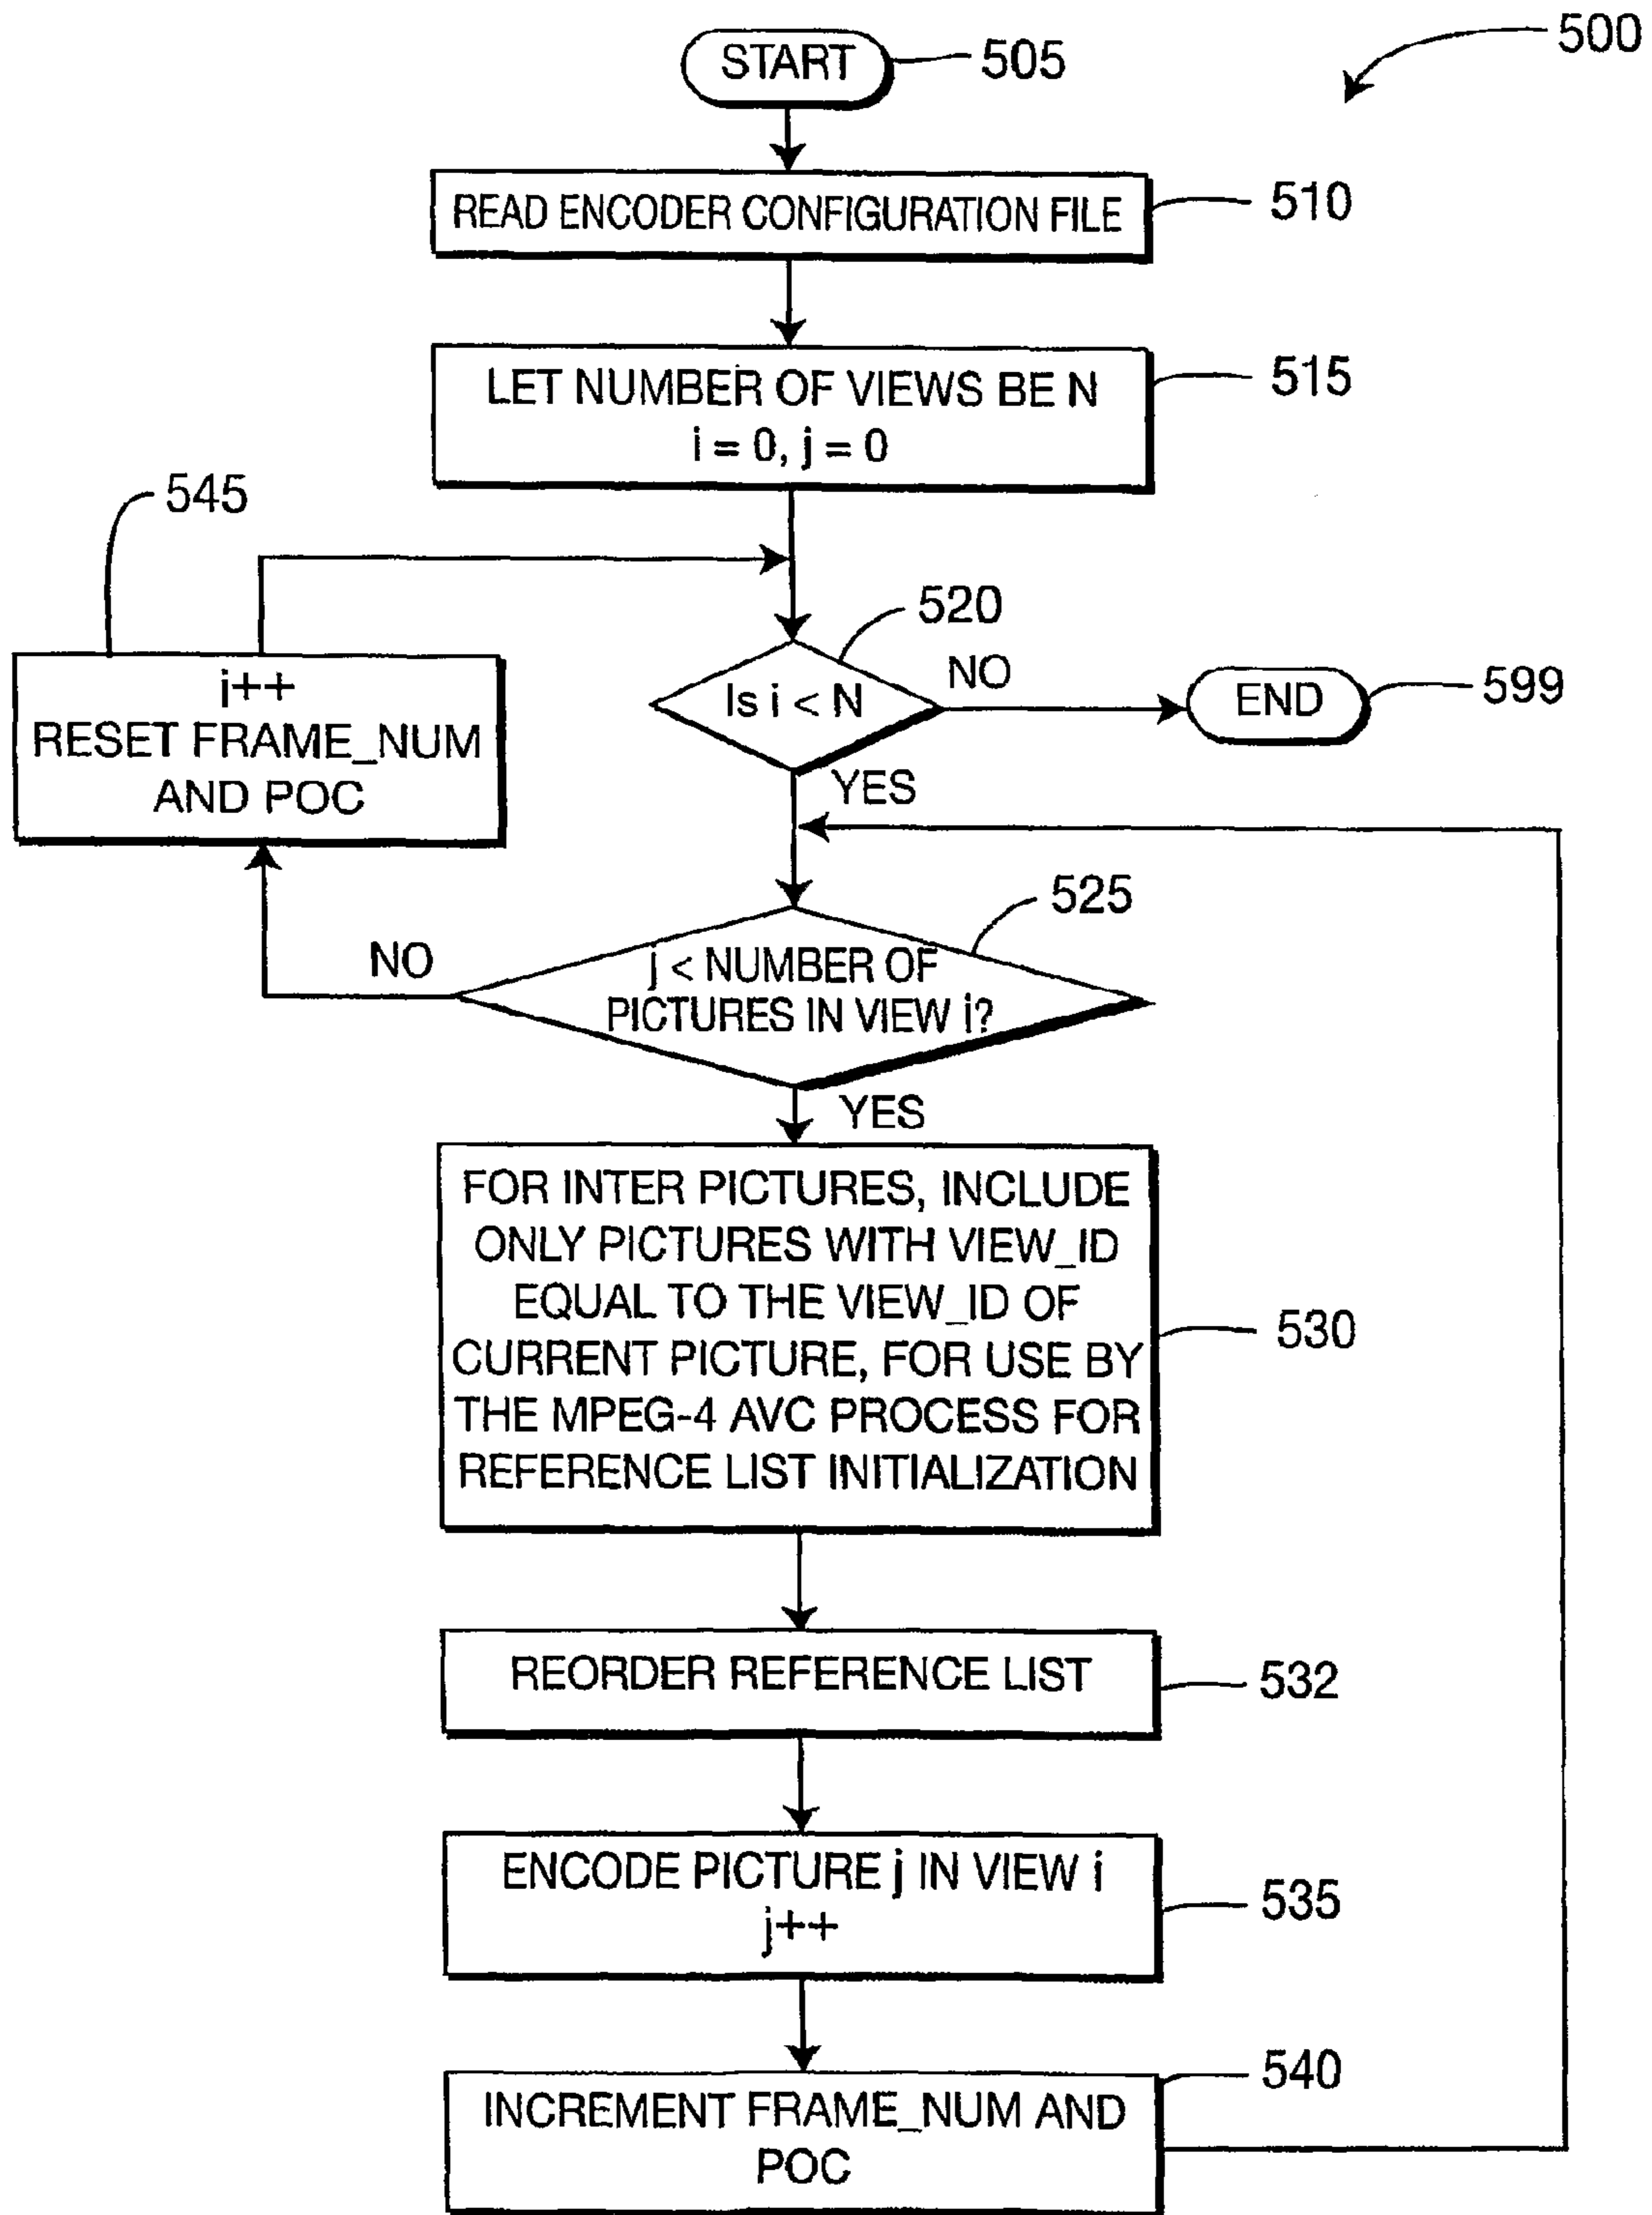 500
START
505
READ ENCODER CONFIGURATION FILE
510
LET NUMBER OF VIEWS BE N
i = 0, j = 0
515
545
520
Is i < N
NO
END
599
YES
i++
RESET FRAME_NUM
AND POC
525
NO
j < NUMBER OF
PICTURES IN VIEW i?
YES
FOR INTER PICTURES, INCLUDE
ONLY PICTURES WITH VIEW_ID
EQUAL TO THE VIEW_ID OF
CURRENT PICTURE, FOR USE BY
THE MPEG-4 AVC PROCESS FOR
REFERENCE LIST INITIALIZATION
530
REORDER REFERENCE LIST
532
ENCODE PICTURE j IN VIEW i
j++
535
INCREMENT FRAME_NUM AND
POC
540